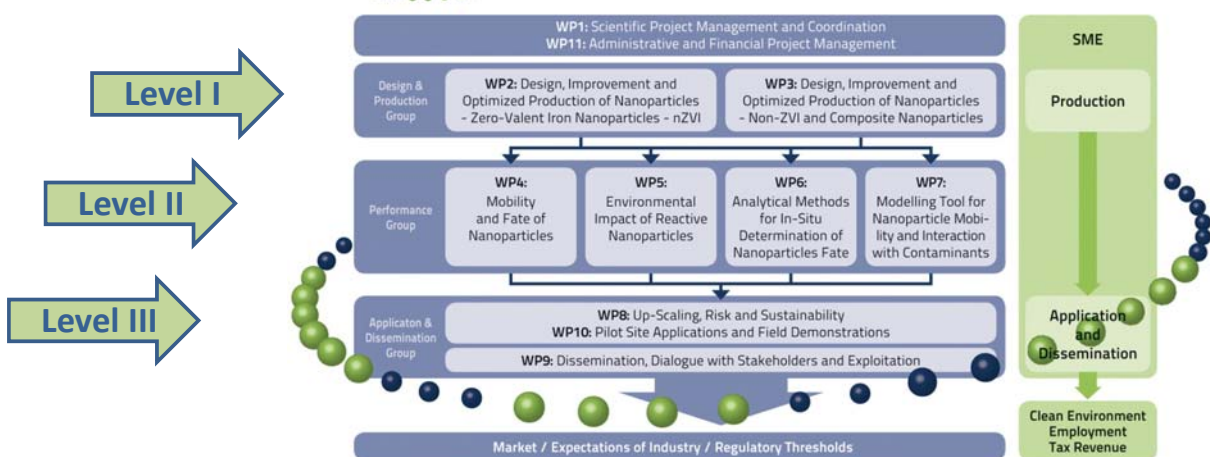 WP1: Scientific Project Management and Coordination
WP11: Administrative and Financial Project Management
SME
Level I
Design &
Production
Group
WP2: Design, Improvement and
Optimized Production of Nanoparticles
- Zero-Valent Iron Nanoparticles - nZVI
WP3: Design, Improvement and
Optimized Production of Nanoparticles
- Non-ZVI and Composite Nanoparticles
Production
Level II
Performance
Group
WP4:
Mobility
and Fate of
Nanoparticles
WP5:
Environmental
Impact of Reactive
Nanoparticles
WP6:
Analytical Methods
for In-Situ
Determination of
Nanoparticles Fate
WP7:
Modelling Tool for
Nanoparticle Mobi-
lity and Interaction
with Contaminants
Level III
Applicaton &
Dissemination
Group
WP8: Up-Scaling, Risk and Sustainability
WP10: Pilot Site Applications and Field Demonstrations
WP9: Dissemination, Dialogue with Stakeholders and Exploitation
Application
and
Dissemination
Market / Expectations of Industry / Regulatory Thresholds
Clean Environment
Employment
Tax Revenue